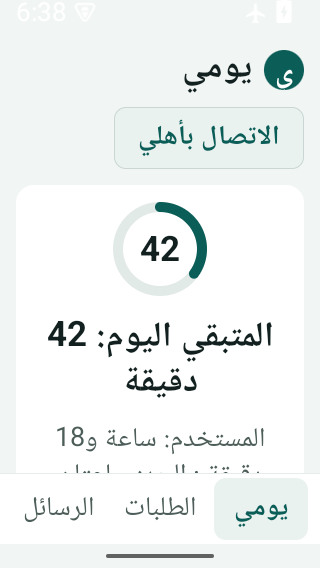 6:38
ي يومي
الاتصال بأهلي
42
المتبقي اليوم: 42
دقيقة
المستخدم: ساعة و18
يومي الطلبات الرسائل